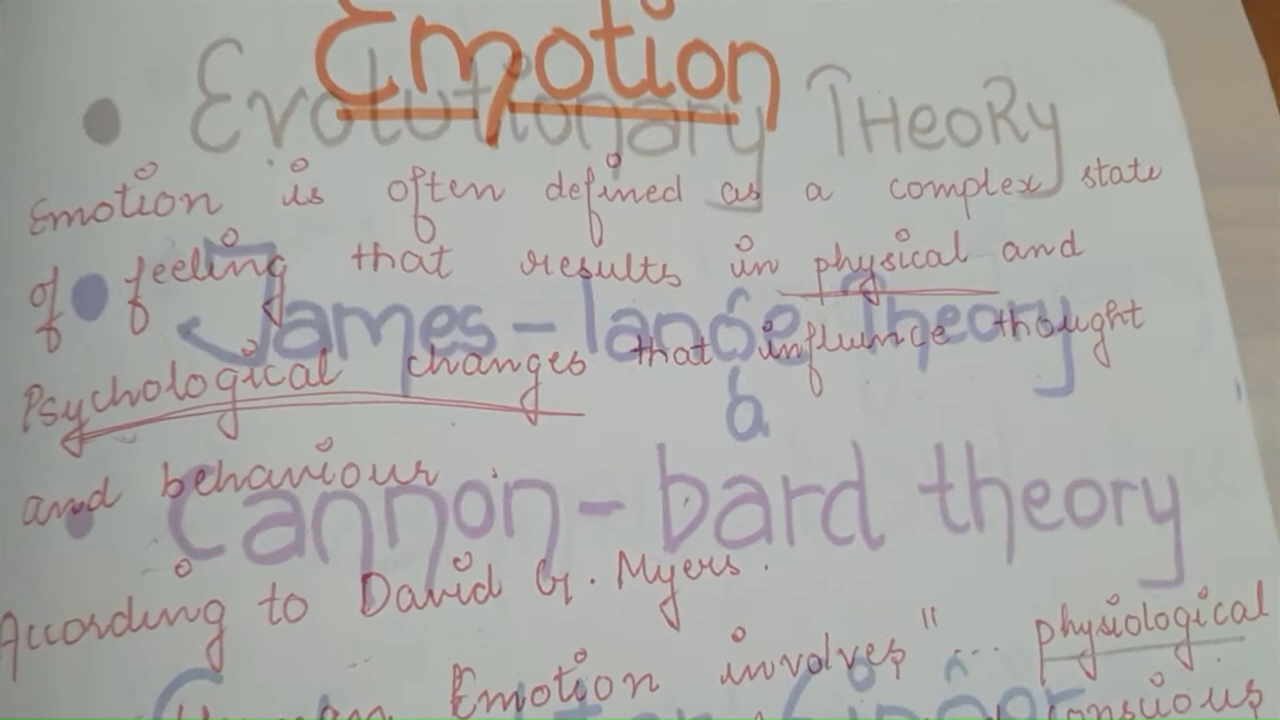 Emotion
• Evolutionary THEORY
Emotion is often defined as a complex state
of feeling that results in physical and
• James - lange Theory
Psychological changes that influence thought
and behaviour.
• Cannon - bard theory
According to David G. Myers.
Emotion involves "... physiological